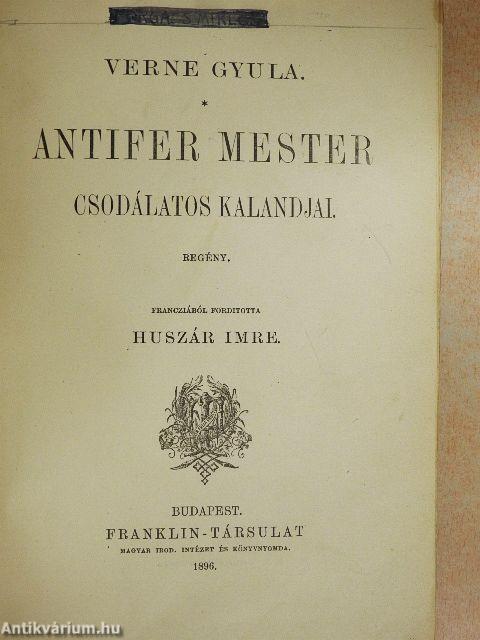 VERNE GYULA.
*
ANTIFER MESTER
CSODÁLATOS KALANDJAI.
REGÉNY.
FRANCZIÁBÓL FORDITOTTA
HUSZÁR IMRE.
BUDAPEST.
FRANKLIN-TÁRSULAT
MAGYAR IROD. INTÉZET ÉS KÖNYVNYOMDA.
1896.
Antikvárium.hu